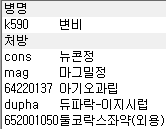 병명
k590 변비
처방
cons 뉴콘정
mag 마그밀정
64220137 아기오과립
dupha 듀파락-이지시럽
652001050둘코락스좌약(외용)